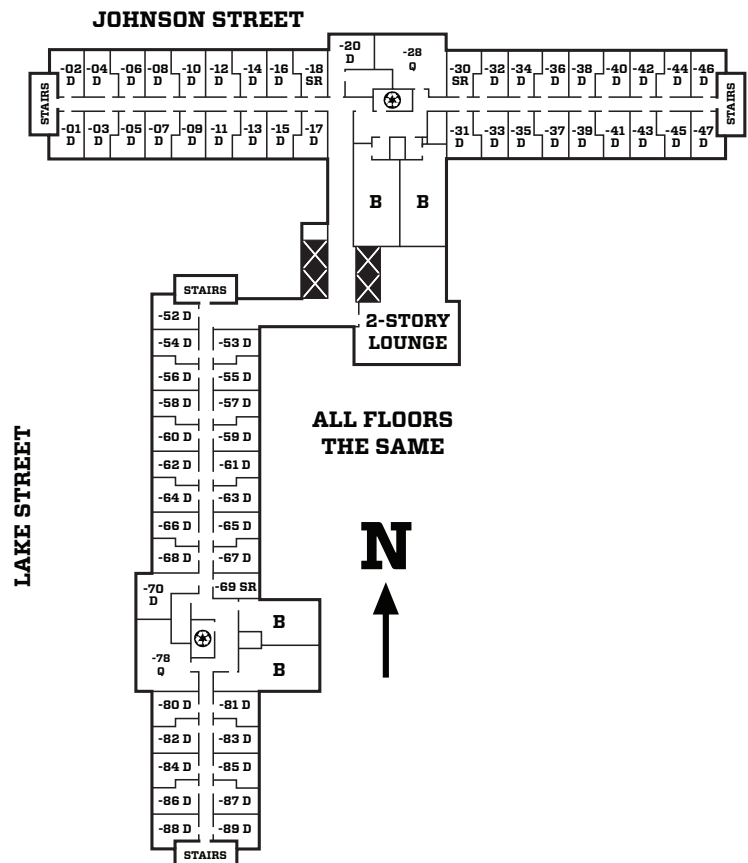 JOHNSON STREET
-20
D
-28
Q
-02 -04 -06 -08 -10 -12 -14 -16 -18
D D D D D D D D SR
-30 -32 -34 -36 -38 -40 -42 -44 -46
SR D D D D D D D D
STAIRS
STAIRS
-01 -03 -05 -07 -09 -11 -13 -15 -17
D D D D D D D D D
-31 -33 -35 -37 -39 -41 -43 -45 -47
D D D D D D D D D
B B
STAIRS
2-STORY
LOUNGE
-52 D
-54 D -53 D
-56 D -55 D
-58 D -57 D
-60 D -59 D
-62 D -61 D
-64 D -63 D
-66 D -65 D
-68 D -67 D
-69 SR
-70
D
B
-78
Q
B
-80 D -81 D
-82 D -83 D
-84 D -85 D
-86 D -87 D
-88 D -89 D
STAIRS
ALL FLOORS
THE SAME
LAKE STREET
N